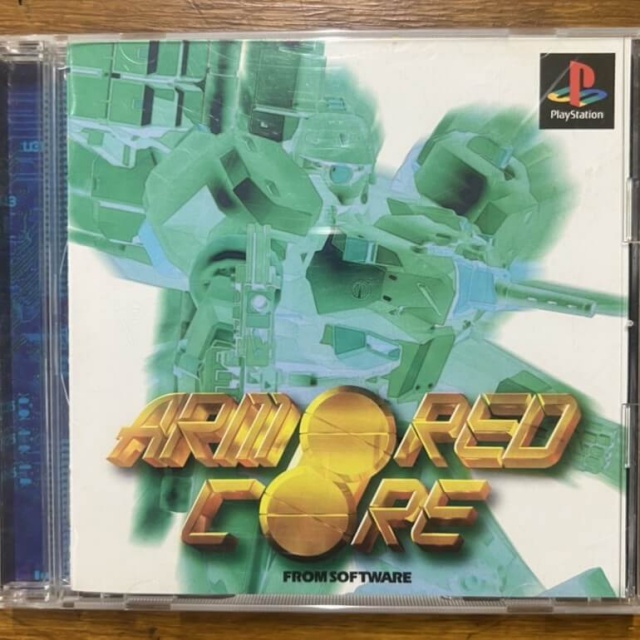 PlayStation
ARMORED
CORE
FROM SOFTWARE